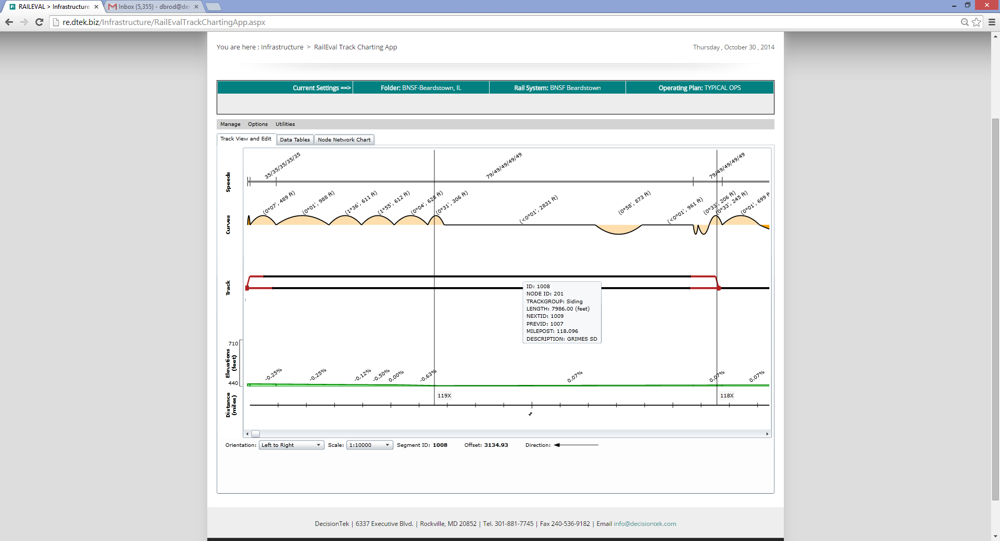 RAILEVAL > Infrastructure
Inbox (5,355) - dbrod@de
re.dtek.biz/Infrastructure/RailEvalTrackChartingApp.aspx
You are here : Infrastructure > RailEval Track Charting App
Thursday , October 30 , 2014
Current Settings ==>
Folder: BNSF-Beardstown, IL
Rail System: BNSF Beardstown
Operating Plan: TYPICAL OPS
Manage Options Utilities
Track View and Edit
Data Tables
Node Network Chart
Speeds
35/35/35/35/35
79/49/49/49/49
79/49/49/49/49
Curves
(0°07', 489 ft)
(0°01', 988 ft)
(1°36', 611 ft)
(1°55', 612 ft)
(0°04', 628 ft)
(0°31', 306 ft)
(<0°01', 2831 ft)
(0°58', 873 ft)
(<0°01', 961 ft)
(0°33', 206 ft)
(0°33', 245 ft)
(0°01', 699 f
Track
ID: 1008
NODE ID: 201
TRACKGROUP: Siding
LENGTH: 7986.00 (feet)
NEXTID: 1009
PREVID: 1007
MILEPOST: 118.096
DESCRIPTION: GRIMES SD
Elevations
(feet)
710
440
-0.25%
-0.25%
-0.12%
-0.50%
0.00%
-0.63%
0.07%
0.07%
0.07%
Distance
(miles)
119X
118X
1
Orientation: Left to Right
Scale: 1:10000
Segment ID: 1008
Offset: 3134.93
Direction:
DecisionTek | 6337 Executive Blvd. | Rockville, MD 20852 | Tel. 301-881-7745 | Fax 240-536-9182 | Email info@decisiontek.com